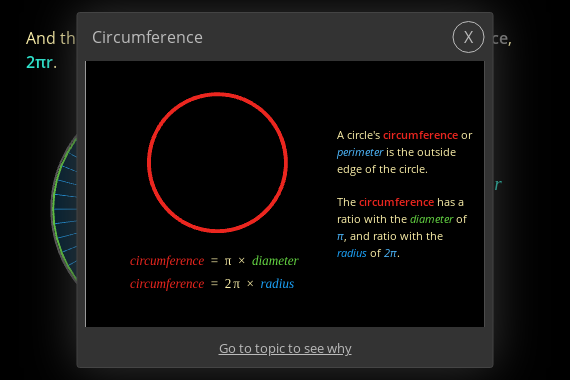 Circumference
X
And th
ce,
2πr.
A circle's circumference or
perimeter is the outside
edge of the circle.
The circumference has a
ratio with the diameter of
π, and ratio with the
radius of 2π.
r
circumference = π × diameter
circumference = 2π × radius
Go to topic to see why